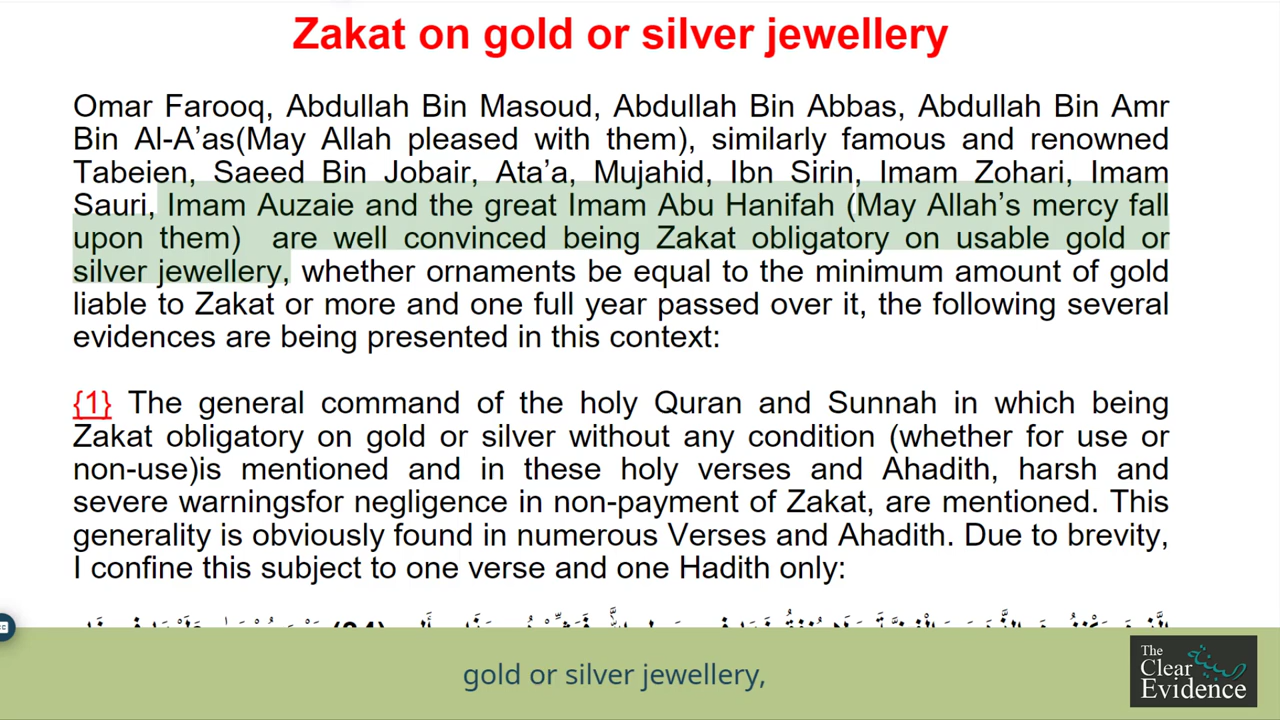 Zakat on gold or silver jewellery
Omar Farooq, Abdullah Bin Masoud, Abdullah Bin Abbas, Abdullah Bin Amr
Bin Al-A’as(May Allah pleased with them), similarly famous and renowned
Tabeien, Saeed Bin Jobair, Ata’a, Mujahid, Ibn Sirin, Imam Zohari, Imam
Sauri, Imam Auzaie and the great Imam Abu Hanifah (May Allah’s mercy fall
upon them) are well convinced being Zakat obligatory on usable gold or
silver jewellery, whether ornaments be equal to the minimum amount of gold
liable to Zakat or more and one full year passed over it, the following several
evidences are being presented in this context:
{1} The general command of the holy Quran and Sunnah in which being
Zakat obligatory on gold or silver without any condition (whether for use or
non-use)is mentioned and in these holy verses and Ahadith, harsh and
severe warningsfor negligence in non-payment of Zakat, are mentioned. This
generality is obviously found in numerous Verses and Ahadith. Due to brevity,
I confine this subject to one verse and one Hadith only:
gold or silver jewellery,
The
Clear
Evidence
البينة